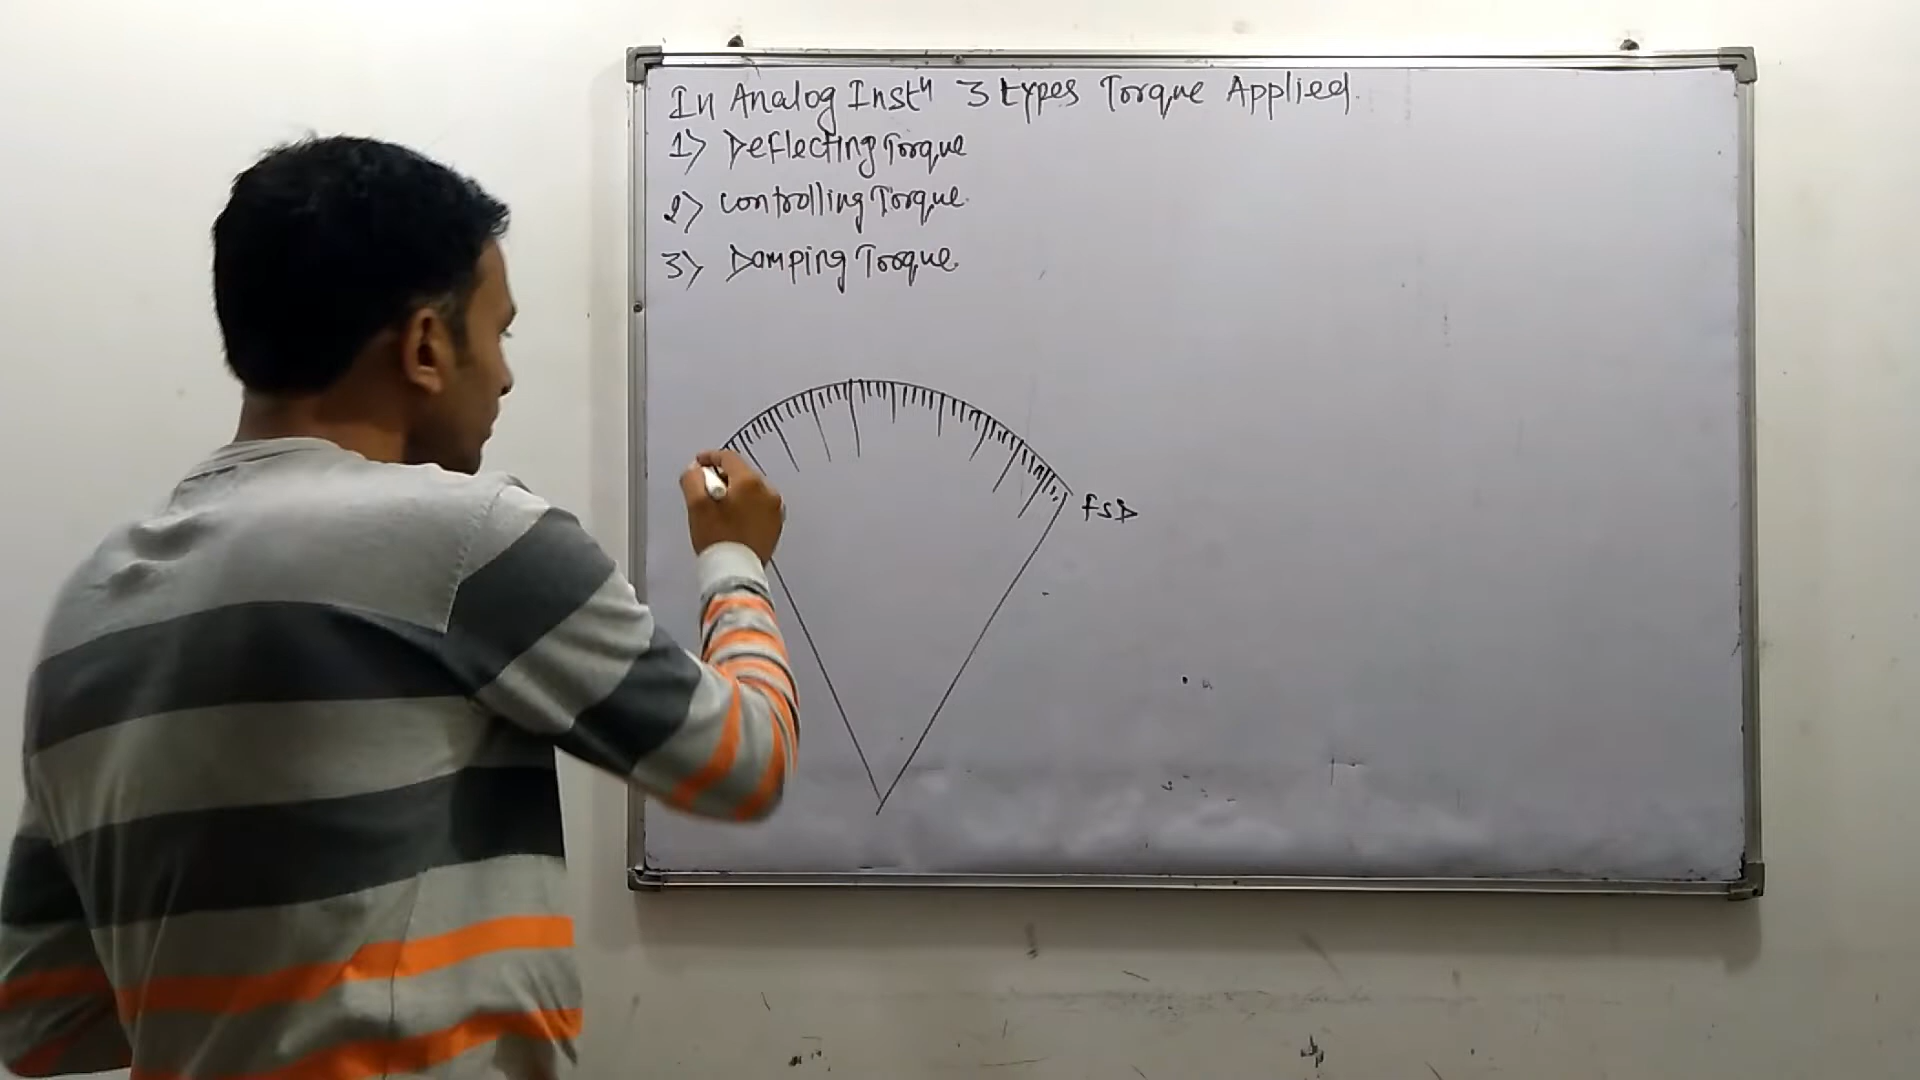 In Analog Instⁿ 3 types Torque Applied.
1) Deflecting Torque
2) controlling Torque.
3) Damping Torque.
FSD